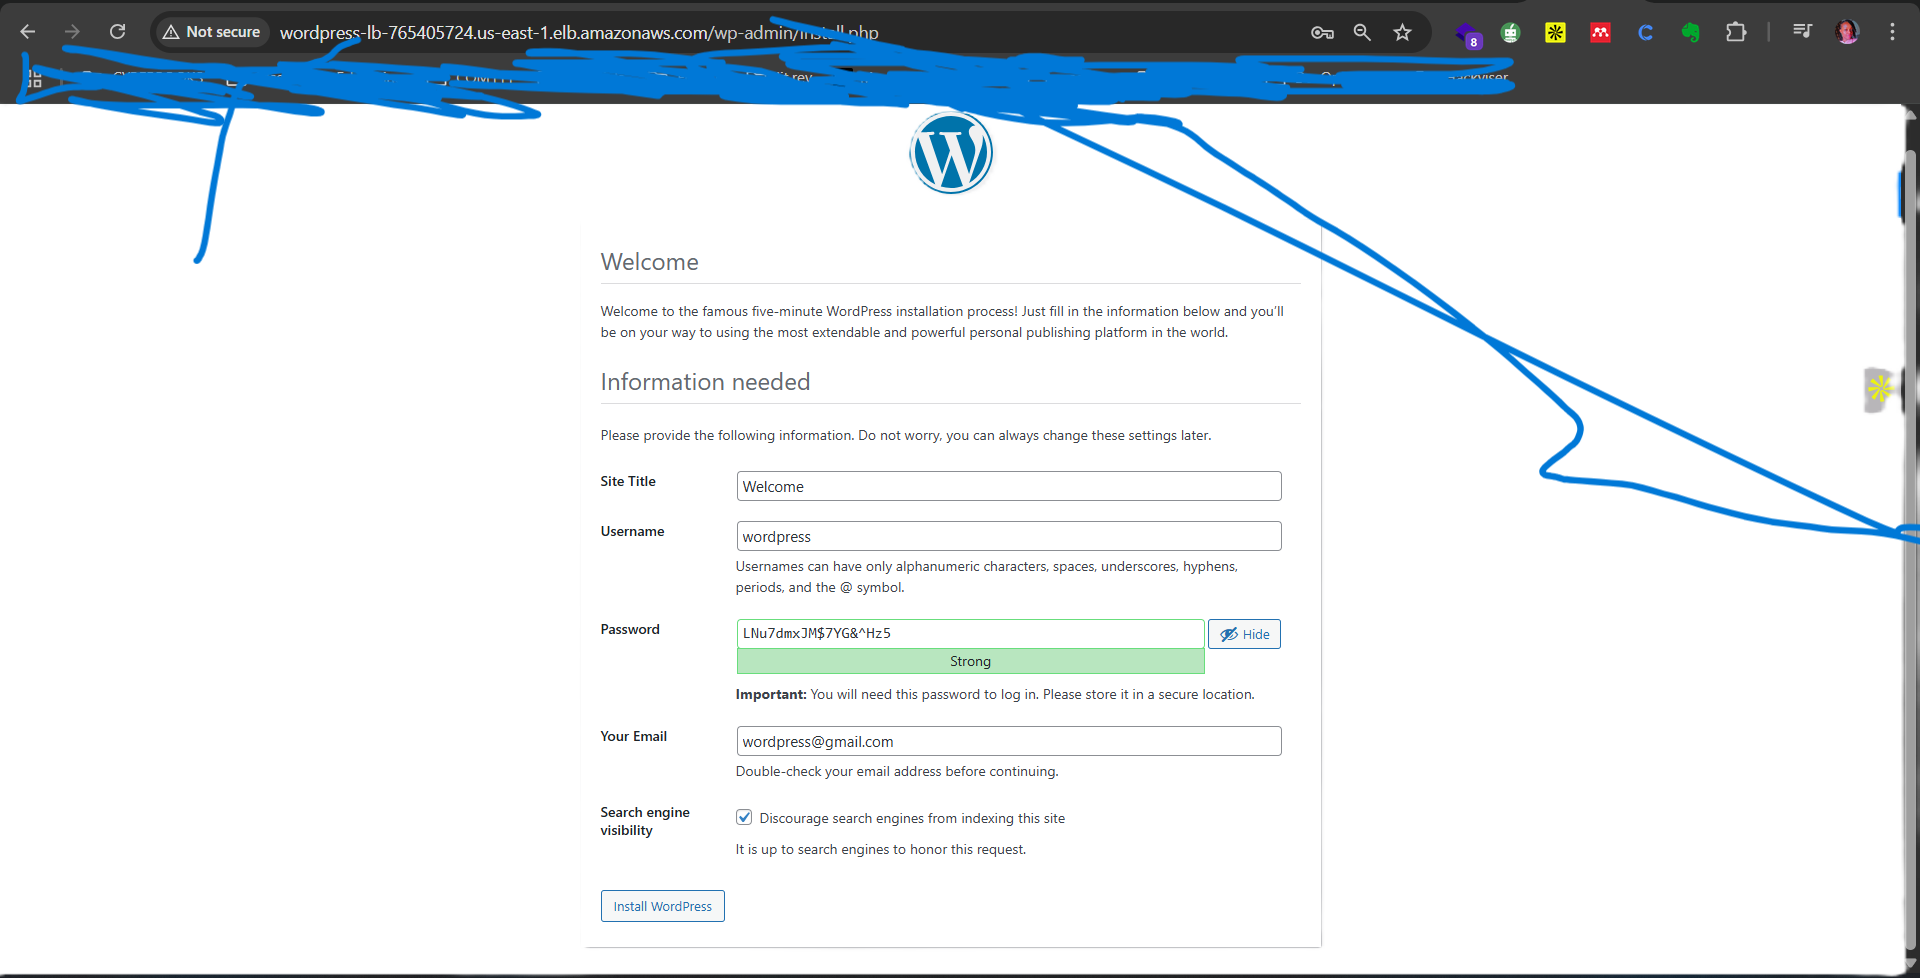 Not secure
wordpress-lb-765405724.us-east-1.elb.amazonaws.com/wp-admin/install.php
8
Welcome
Welcome to the famous five-minute WordPress installation process! Just fill in the information below and you'll
be on your way to using the most extendable and powerful personal publishing platform in the world.
Information needed
Please provide the following information. Do not worry, you can always change these settings later.
Site Title
Welcome
Username
wordpress
Usernames can have only alphanumeric characters, spaces, underscores, hyphens,
periods, and the @ symbol.
Password
LNu7dmxJM$7YG&^Hz5
Hide
Strong
Important: You will need this password to log in. Please store it in a secure location.
Your Email
wordpress@gmail.com
Double-check your email address before continuing.
Search engine
visibility
Discourage search engines from indexing this site
It is up to search engines to honor this request.
Install WordPress